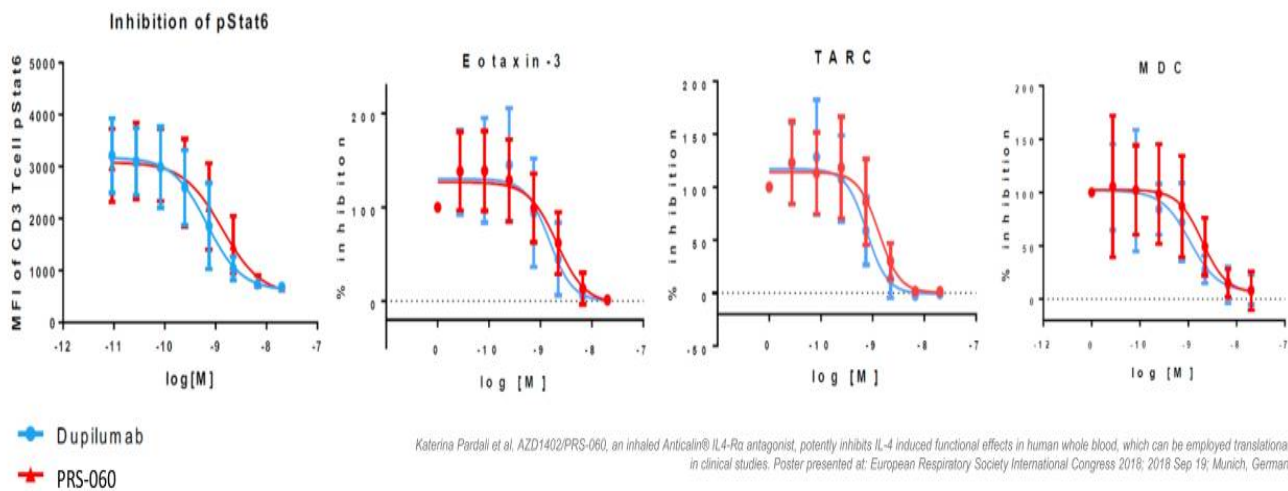 Inhibition of pStat6
MFI of CD3 Tcell pStat6
5000
4000
3000
2000
1000
0
-12 -11 -10 -9 -8 -7
log[M]
Eotaxin-3
% inhibition
200
100
0
0 -10 -9 -8 -7
log [M]
TARC
% inhibition
200
150
100
50
0
-50
0 -10 -9 -8 -7
log [M]
MDC
% inhibition
200
150
100
50
0
-12 0 -10 -9 -8 -7
log [M]
Dupilumab
PRS-060
Katerina Pardali et al, AZD1402/PRS-060, an inhaled Anticalin® IL4-Rα antagonist, potently inhibits IL-4 induced functional effects in human whole blood, which can be employed translationa
in clinical studies. Poster presented at: European Respiratory Society International Congress 2018; 2018 Sep 19; Munich, German